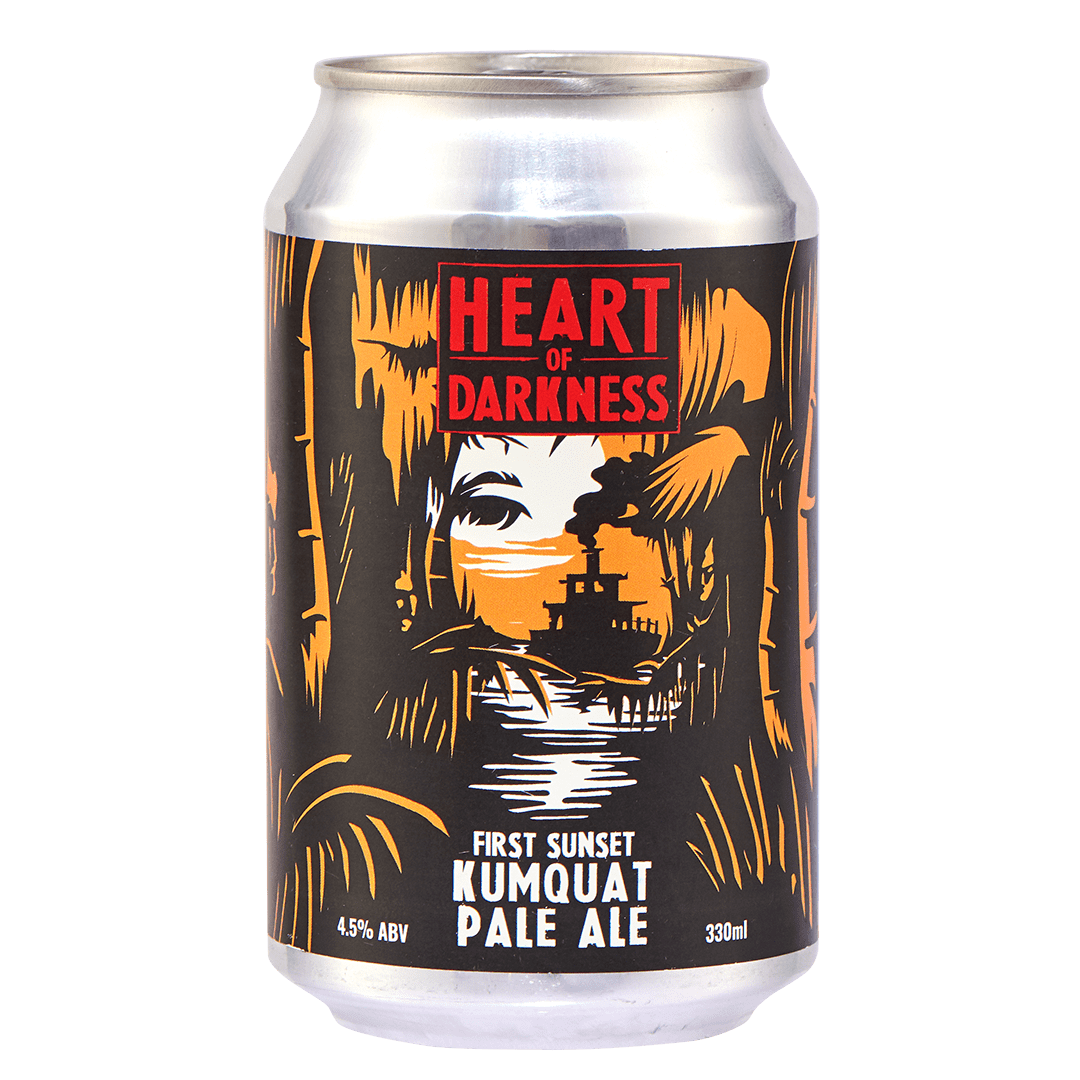 HEART
OF
DARKNESS
FIRST SUNSET
KUMQUAT
PALE ALE
4.5% ABV
330ml